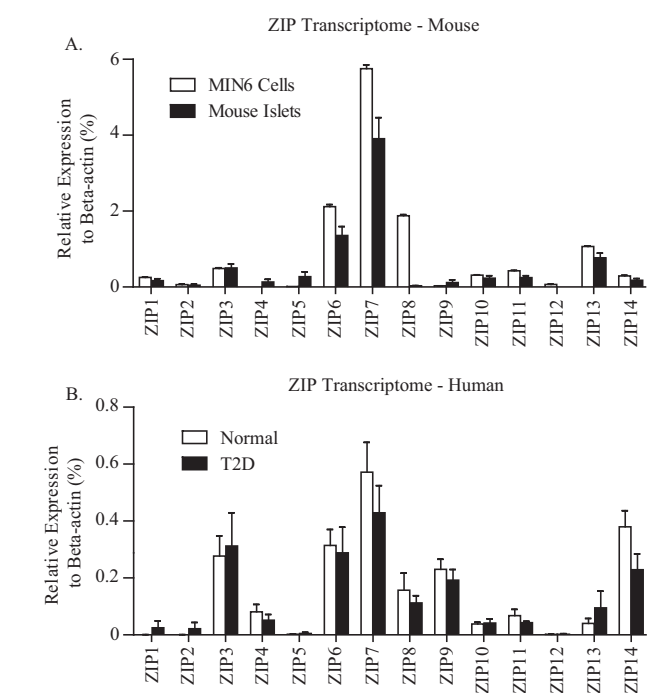 ZIP Transcriptome - Mouse
A.
Relative Expression
to Beta-actin (%)
6
4
2
0
MIN6 Cells
Mouse Islets
ZIP1
ZIP2
ZIP3
ZIP4
ZIP5
ZIP6
ZIP7
ZIP8
ZIP9
ZIP10
ZIP11
ZIP12
ZIP13
ZIP14
ZIP Transcriptome - Human
B.
Relative Expression
to Beta-actin (%)
0.8
0.6
0.4
0.2
0
Normal
T2D
ZIP1
ZIP2
ZIP3
ZIP4
ZIP5
ZIP6
ZIP7
ZIP8
ZIP9
ZIP10
ZIP11
ZIP12
ZIP13
ZIP14